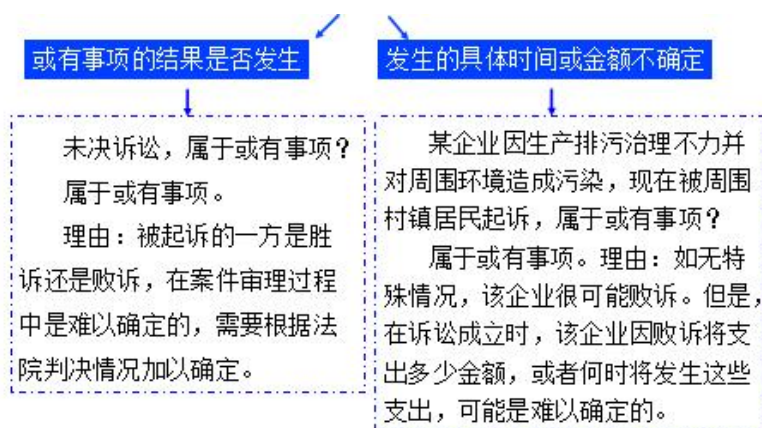 或有事项的结果是否发生
未决诉讼，属于或有事项？
属于或有事项。
理由：被起诉的一方是胜
诉还是败诉，在案件审理过程
中是难以确定的，需要根据法
院判决情况加以确定。
发生的具体时间或金额不确定
某企业因生产排污治理不力并
对周围环境造成污染，现在被周围
村镇居民起诉，属于或有事项？
属于或有事项。理由：如无特
殊情况，该企业很可能败诉。但是，
在诉讼成立时，该企业因败诉将支
出多少金额，或者何时将发生这些
支出，可能是难以确定的。